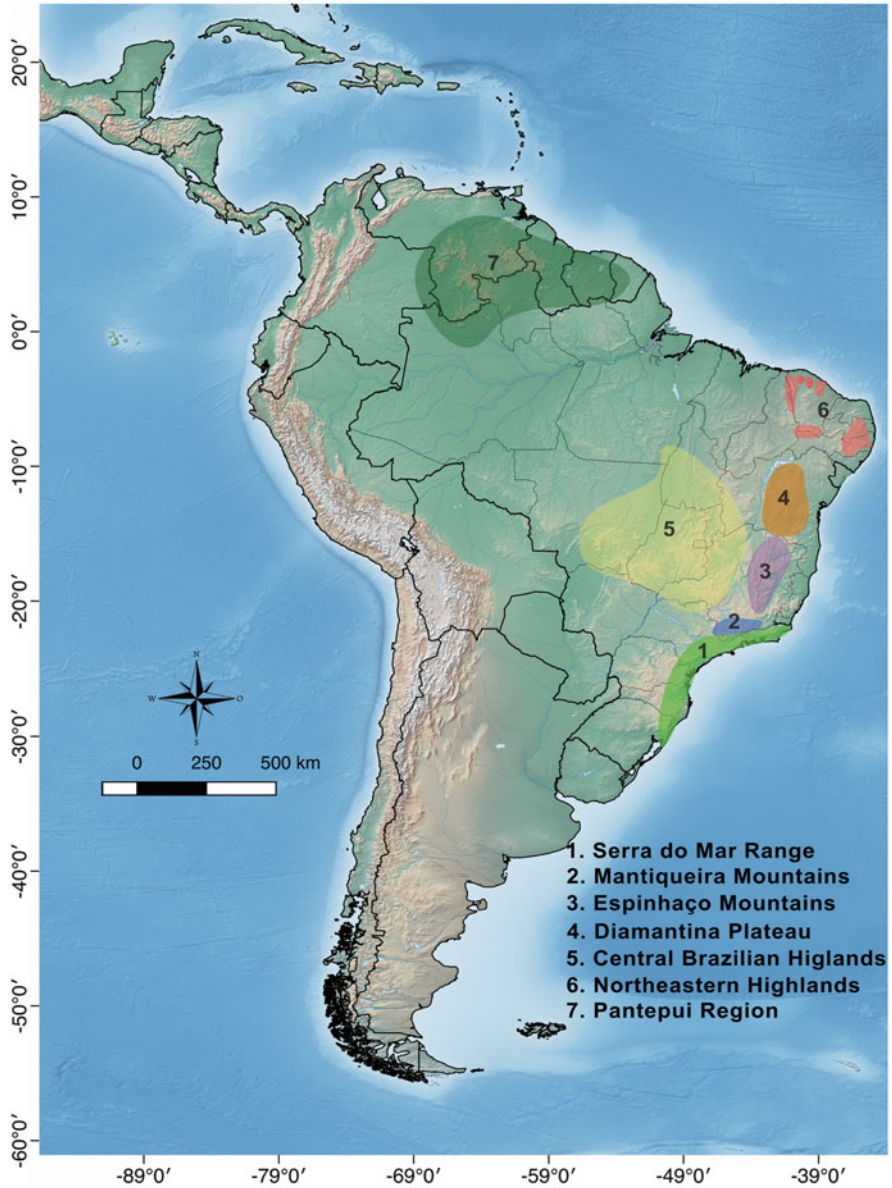 20°0'
10°0'
0°0'
-10°0'
-20°0'
-30°0'
-40°0'
-50°0'
-60°0'
7
6
4
5
3
2
1
N
W
O
S
0 250 500 km
1. Serra do Mar Range
2. Mantiqueira Mountains
3. Espinhaço Mountains
4. Diamantina Plateau
5. Central Brazilian Higlands
6. Northeastern Highlands
7. Pantepui Region
-89°0' -79°0' -69°0' -59°0' -49°0' -39°0'